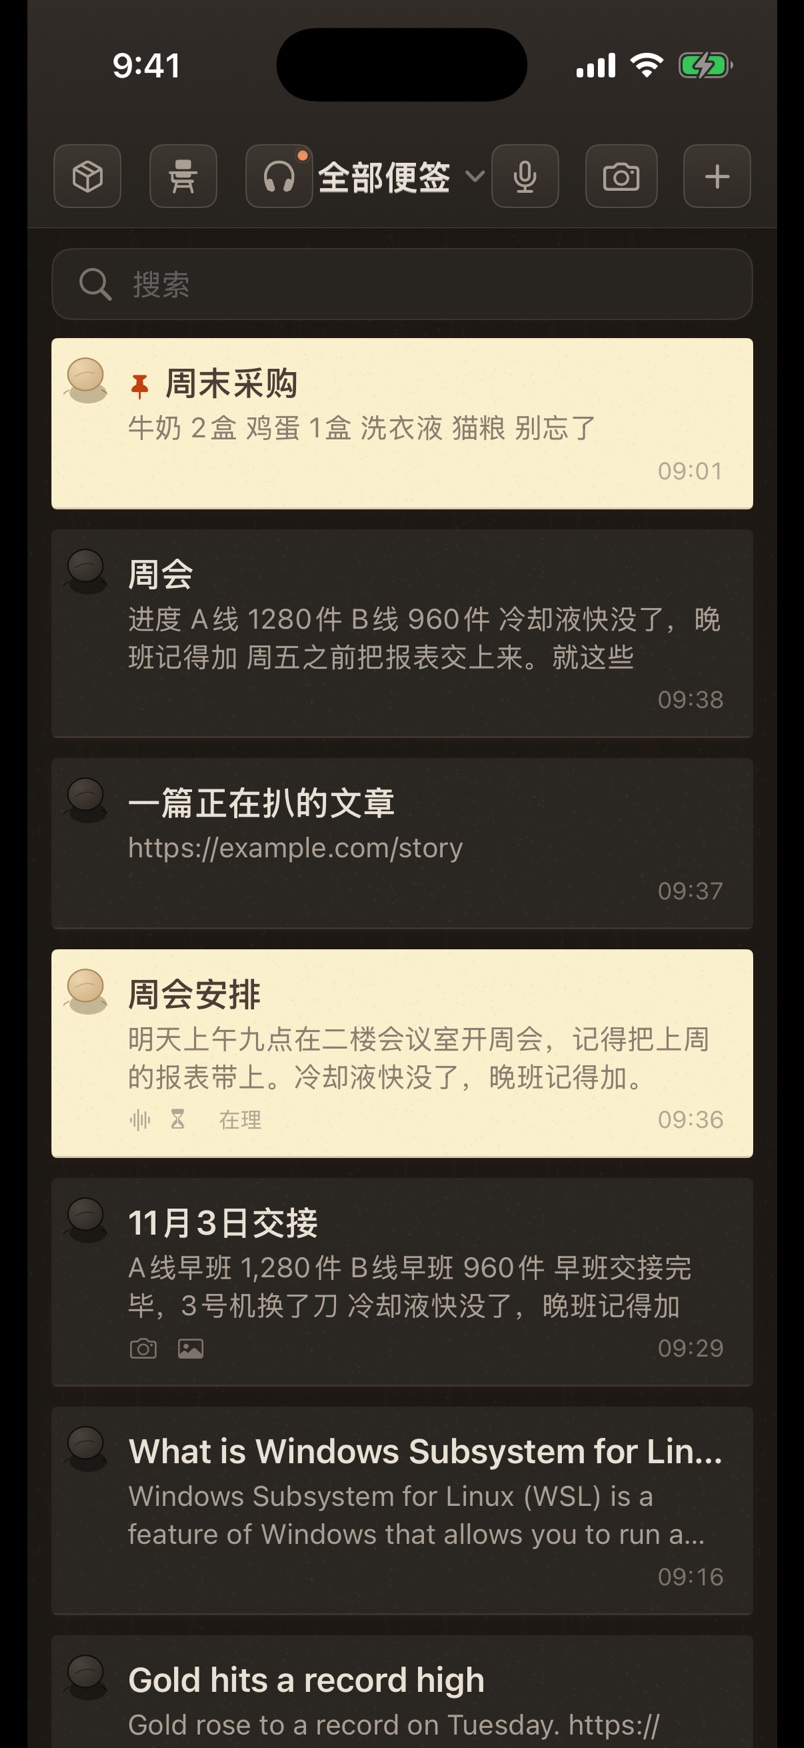 9:41
全部便签
搜索
周末采购
牛奶 2盒 鸡蛋 1盒 洗衣液 猫粮 别忘了
09:01
周会
进度 A线 1280件 B线 960件 冷却液快没了，晚
班记得加 周五之前把报表交上来。就这些
09:38
一篇正在扒的文章
https://example.com/story
09:37
周会安排
明天上午九点在二楼会议室开周会，记得把上周
的报表带上。冷却液快没了，晚班记得加。
在理
09:36
11月3日交接
A线早班 1,280件 B线早班 960件 早班交接完
毕，3号机换了刀 冷却液快没了，晚班记得加
09:29
What is Windows Subsystem for Lin...
Windows Subsystem for Linux (WSL) is a
feature of Windows that allows you to run a...
09:16
Gold hits a record high
Gold rose to a record on Tuesday. https://